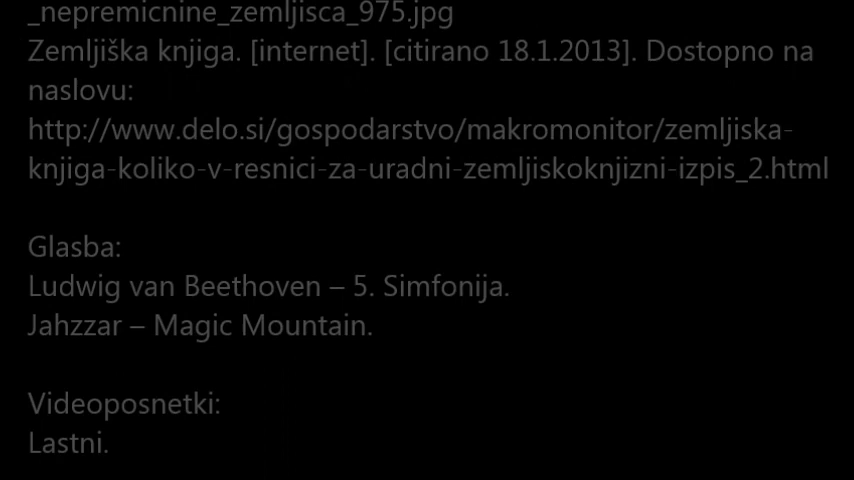 _nepremicnine_zemljisca_975.jpg
Zemljiška knjiga. [internet]. [citirano 18.1.2013]. Dostopno na
naslovu:
http://www.delo.si/gospodarstvo/makromonitor/zemljiska-
knjiga-koliko-v-resnici-za-uradni-zemljiskoknjizni-izpis_2.html
Glasba:
Ludwig van Beethoven – 5. Simfonija.
Jahzzar – Magic Mountain.
Videoposnetki:
Lastni.